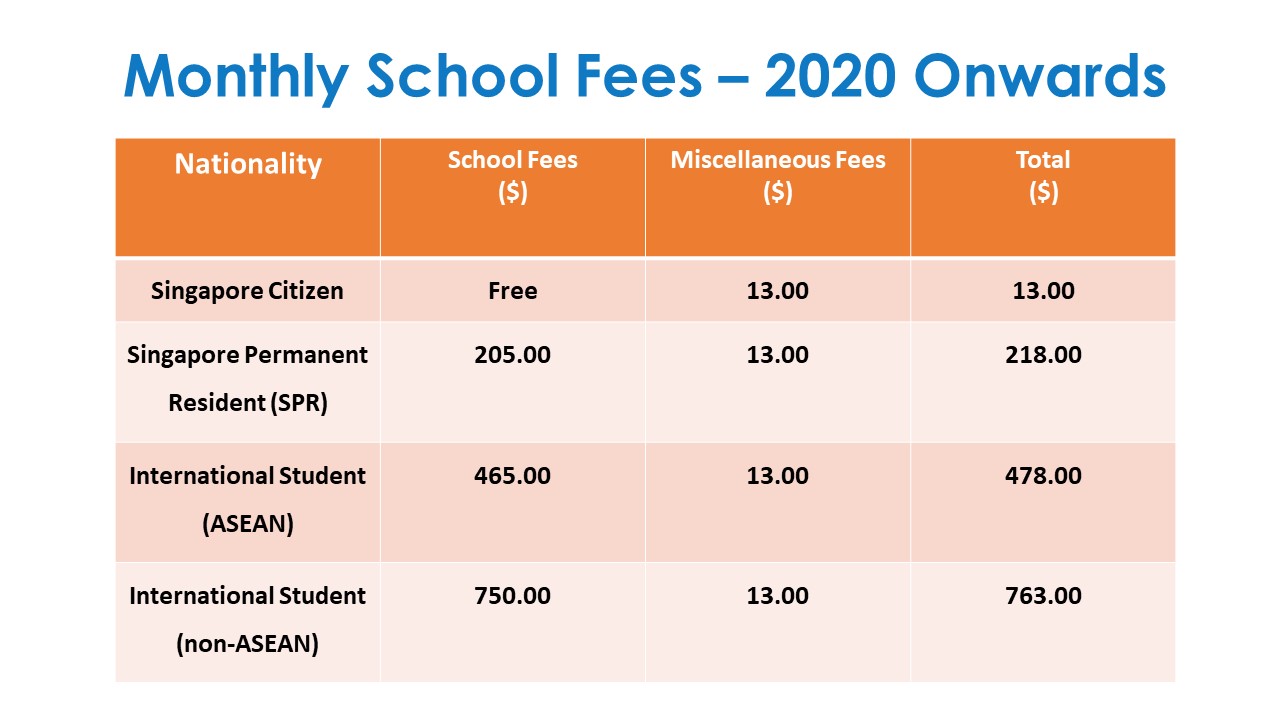 Monthly School Fees – 2020 Onwards
Nationality School Fees ($) Miscellaneous Fees ($) Total ($)
Singapore Citizen Free 13.00 13.00
Singapore Permanent Resident (SPR) 205.00 13.00 218.00
International Student (ASEAN) 465.00 13.00 478.00
International Student (non-ASEAN) 750.00 13.00 763.00